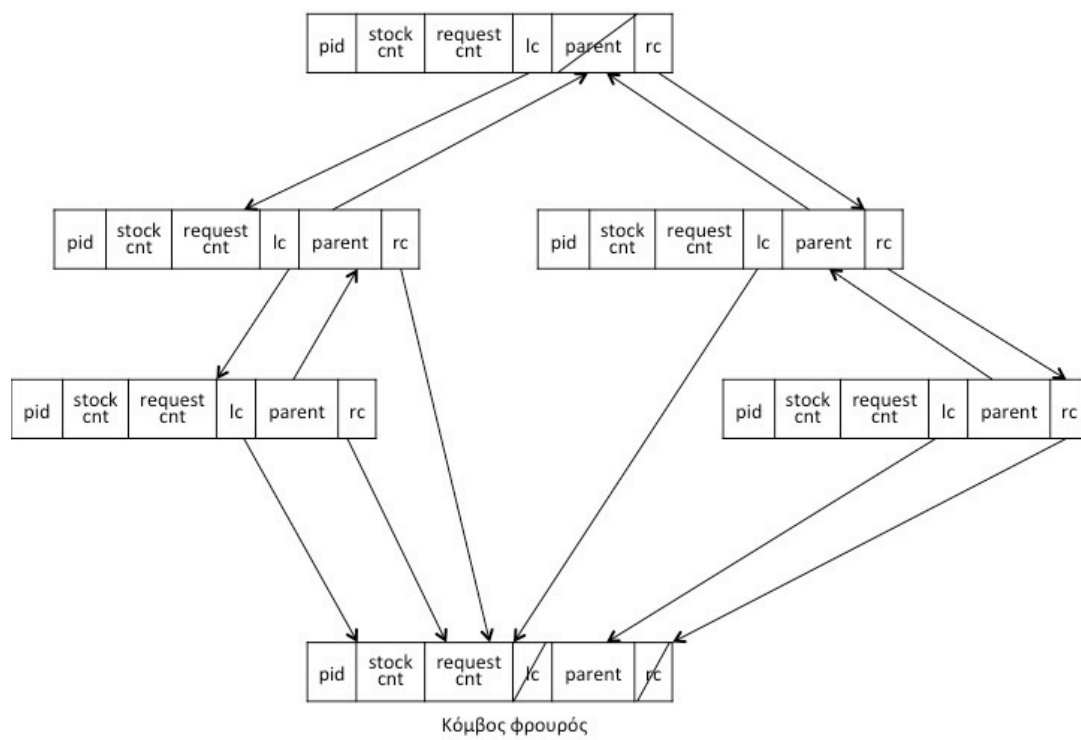 pid stock cnt request cnt lc parent rc
pid stock cnt request cnt lc parent rc
pid stock cnt request cnt lc parent rc
pid stock cnt request cnt lc parent rc
pid stock cnt request cnt lc parent rc
pid stock cnt request cnt lc parent rc
Κόμβος φρουρός